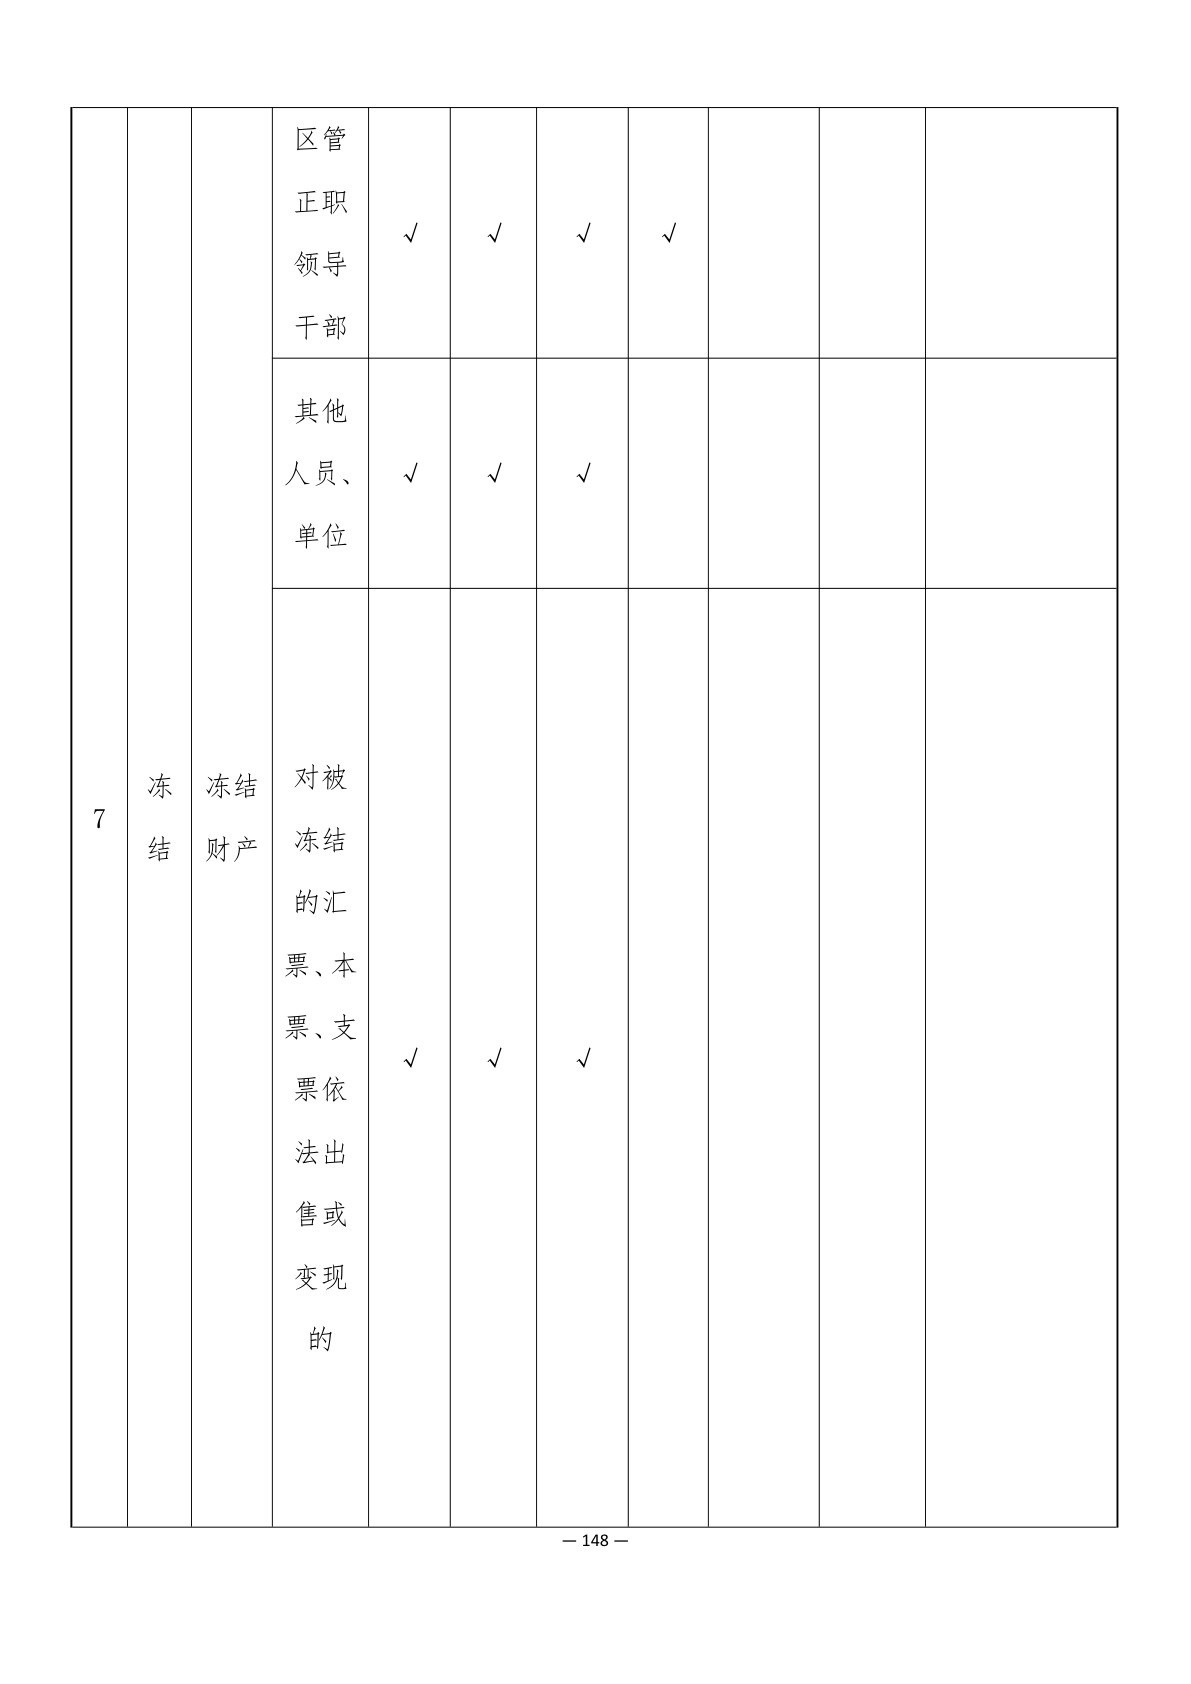 区管
正职
领导
干部
√ √ √ √
其他
人员、
单位
√ √ √
7
冻
结
冻结
财产
对被
冻结
的汇
票、本
票、支
票依
法出
售或
变现
的
√ √ √
— 148 —